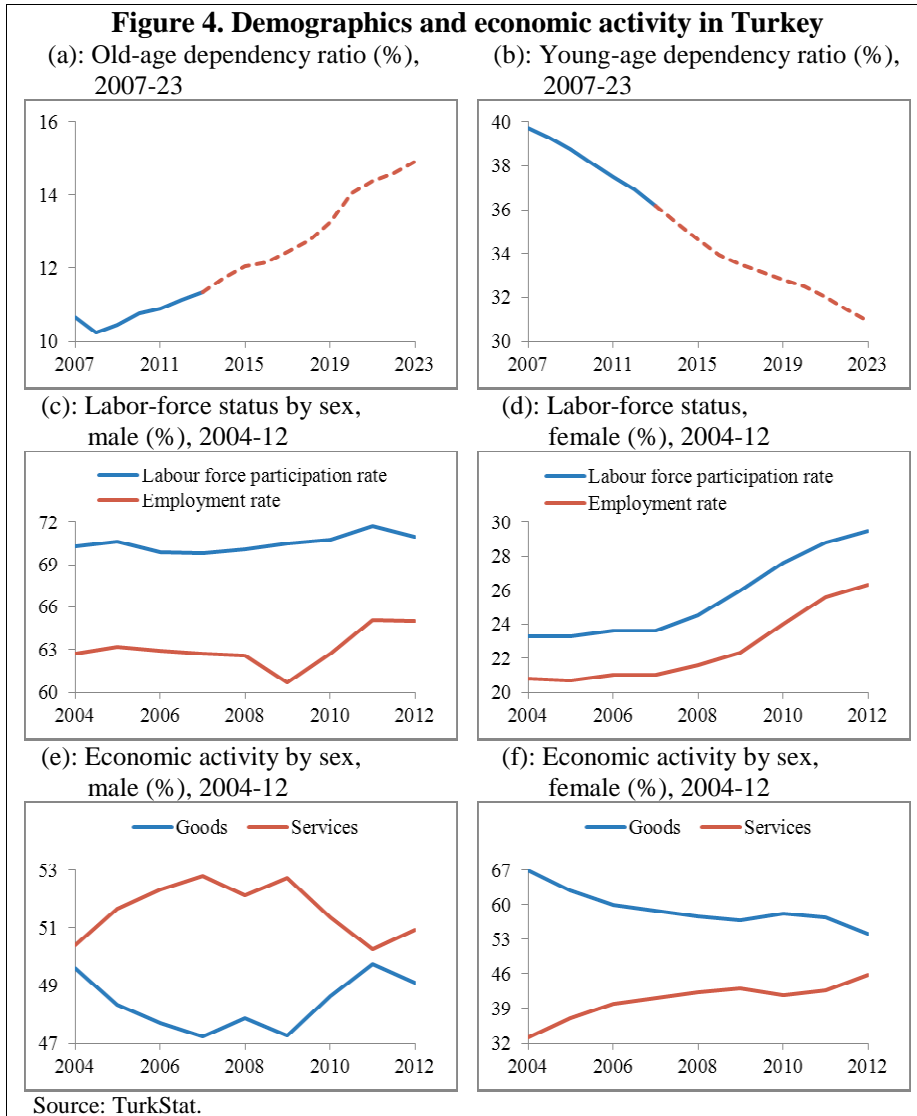 Figure 4. Demographics and economic activity in Turkey
(a): Old-age dependency ratio (%),
2007-23
(b): Young-age dependency ratio (%),
2007-23
16
14
12
10
2007 2011 2015 2019 2023
40
38
36
34
32
30
2007 2011 2015 2019 2023
(c): Labor-force status by sex,
male (%), 2004-12
(d): Labor-force status,
female (%), 2004-12
Labour force participation rate
Employment rate
72
69
66
63
60
2004 2006 2008 2010 2012
Labour force participation rate
Employment rate
30
28
26
24
22
20
2004 2006 2008 2010 2012
(e): Economic activity by sex,
male (%), 2004-12
(f): Economic activity by sex,
female (%), 2004-12
Goods Services
53
51
49
47
2004 2006 2008 2010 2012
Goods Services
67
60
53
46
39
32
2004 2006 2008 2010 2012
Source: TurkStat.